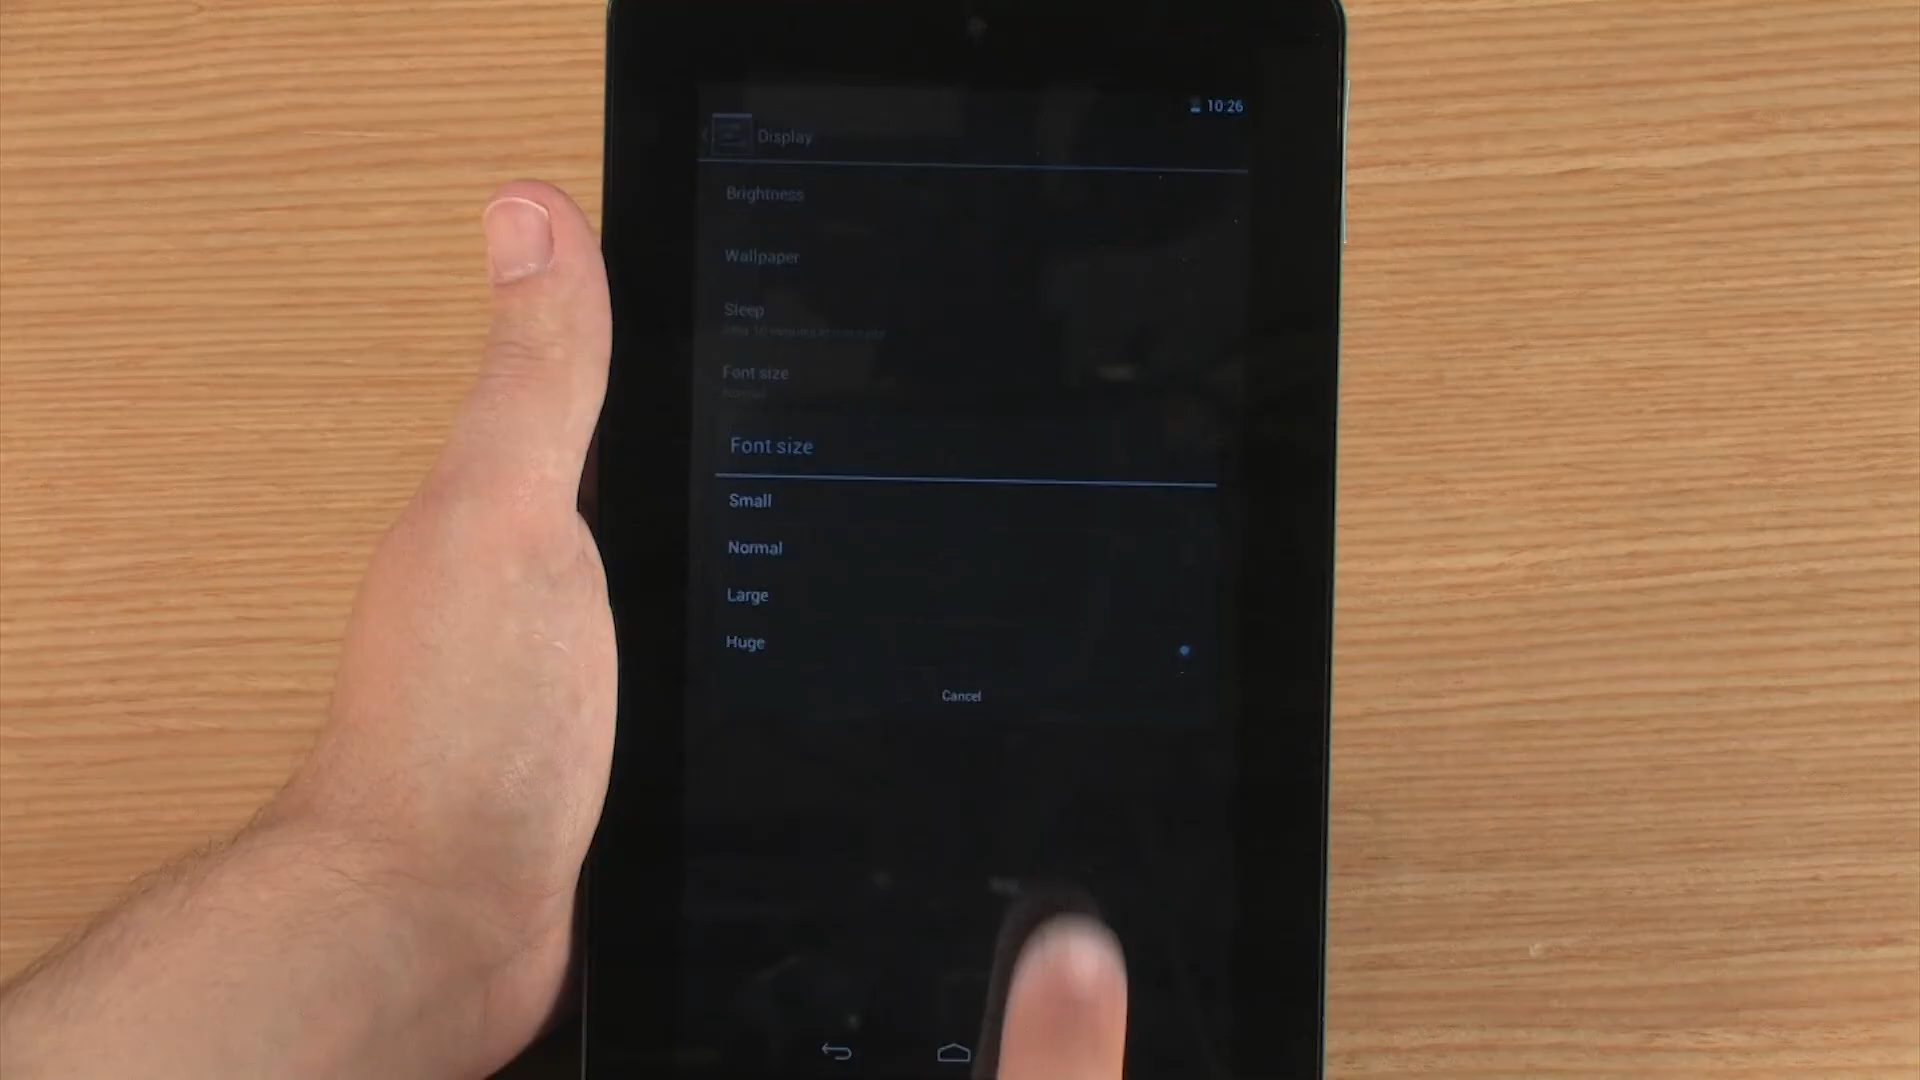 10:26
Display
Brightness
Wallpaper
Sleep
Font size
Font size
Small
Normal
Large
Huge
Cancel